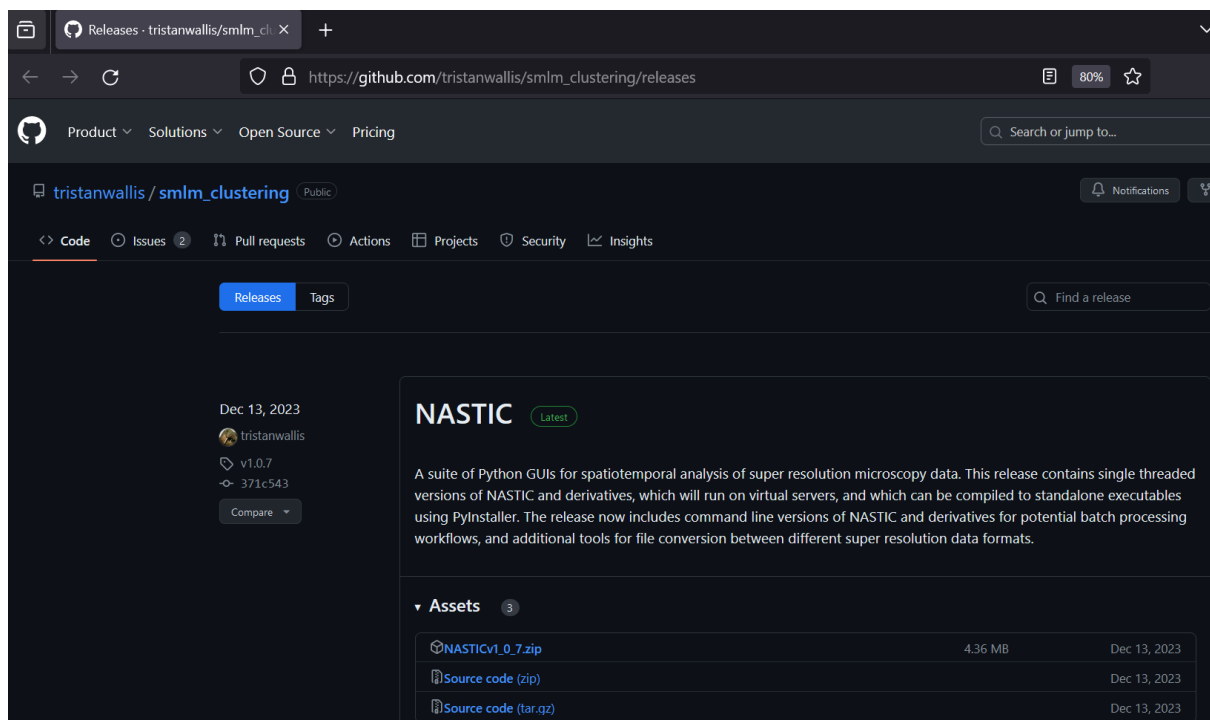 Releases · tristanwallis/smlm_clu
https://github.com/tristanwallis/smlm_clustering/releases 80%
Product Solutions Open Source Pricing Search or jump to...
tristanwallis / smlm_clustering Public Notifications
Code Issues 2 Pull requests Actions Projects Security Insights
Releases Tags Find a release
Dec 13, 2023
tristanwallis
v1.0.7
371c543
Compare
NASTIC Latest
A suite of Python GUIs for spatiotemporal analysis of super resolution microscopy data. This release contains single threaded
versions of NASTIC and derivatives, which will run on virtual servers, and which can be compiled to standalone executables
using PyInstaller. The release now includes command line versions of NASTIC and derivatives for potential batch processing
workflows, and additional tools for file conversion between different super resolution data formats.
Assets 3
NASTICv1_0_7.zip 4.36 MB Dec 13, 2023
Source code (zip) Dec 13, 2023
Source code (tar.gz) Dec 13, 2023